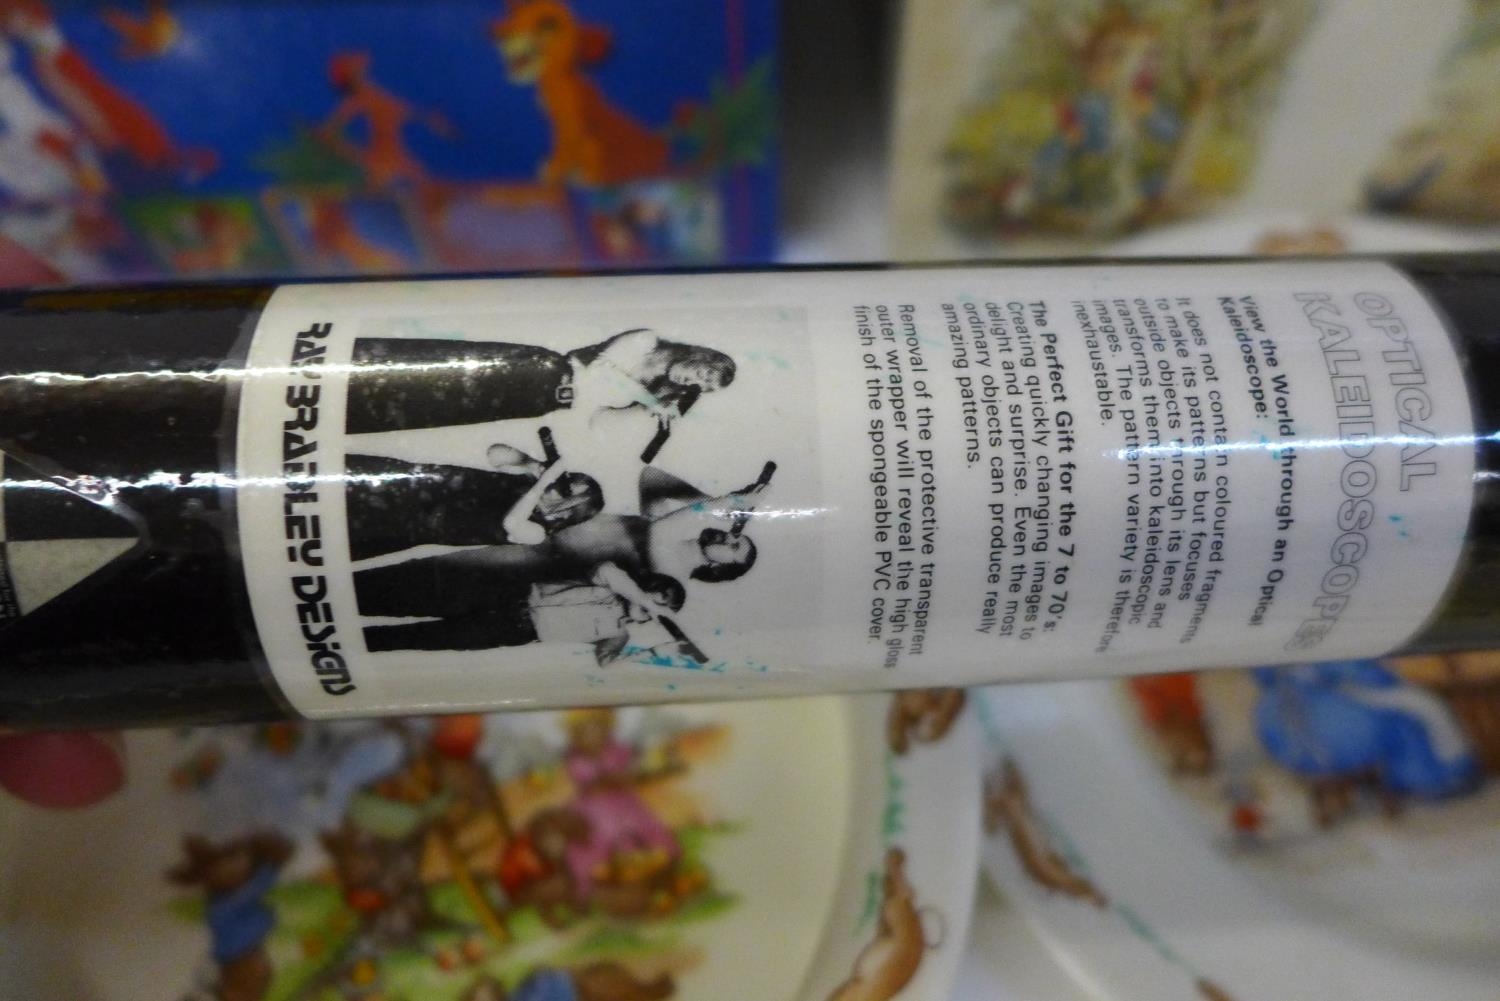 OPTICAL
KALEIDOSCOPE
View the World through an Optical
Kaleidoscope:
It does not contain coloured fragments
to make its patterns but focuses
outside objects through its lens and
transforms them into kaleidoscopic
images. The pattern variety is therefore
inexhaustable.
The Perfect Gift for the 7 to 70's:
Creating quickly changing images to
delight and surprise. Even the most
ordinary objects can produce really
amazing patterns.
Removal of the protective transparent
outer wrapper will reveal the high gloss
finish of the spongeable PVC cover.
RAY BRADLEY DESIGNS